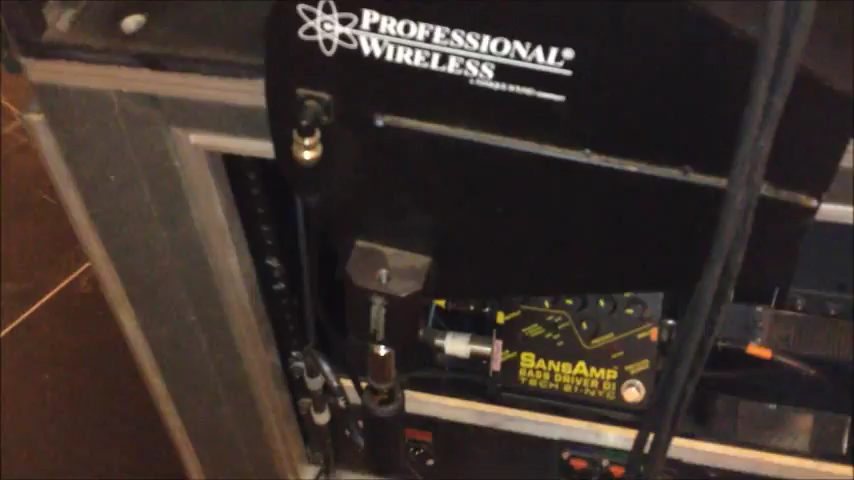 PROFESSIONAL®
WIRELESS
SANSAMP
BASS DRIVER DI
TECH 21·NYC